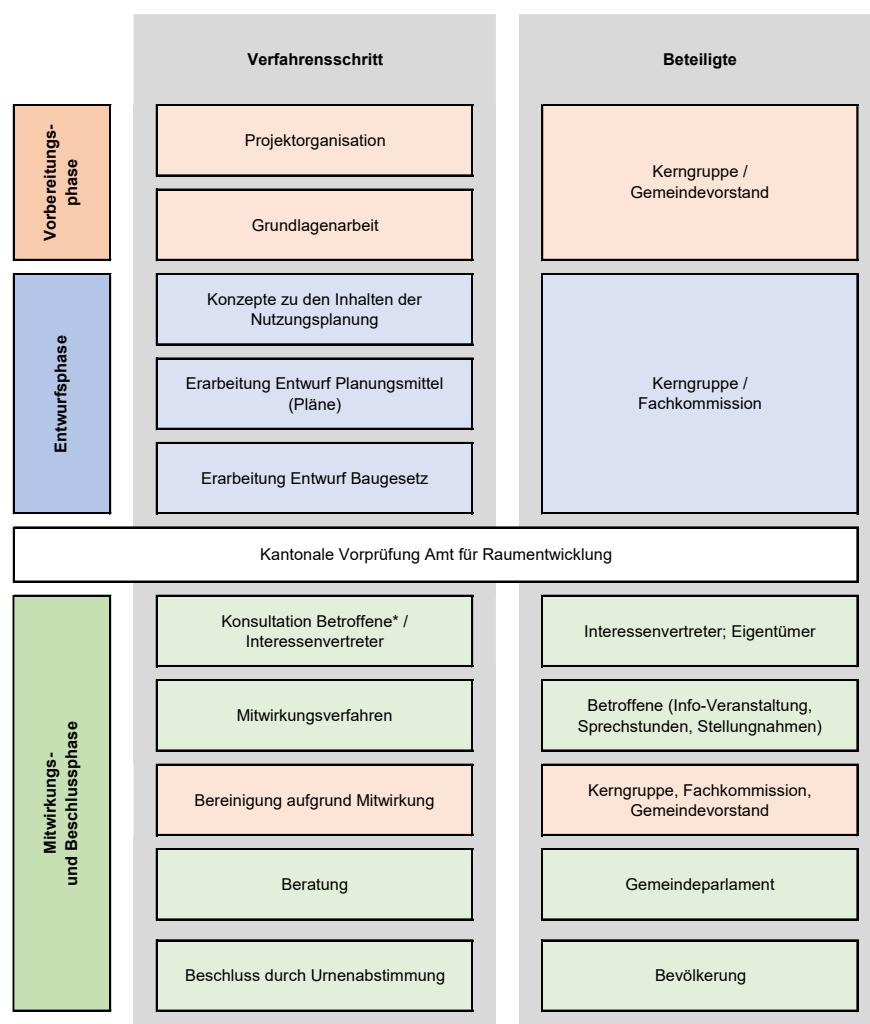 Verfahrensschritt
Beteiligte
Vorbereitungs-
phase
Projektorganisation
Grundlagenarbeit
Kerngruppe /
Gemeindevorstand
Entwurfsphase
Konzepte zu den Inhalten der
Nutzungsplanung
Erarbeitung Entwurf Planungsmittel
(Pläne)
Erarbeitung Entwurf Baugesetz
Kerngruppe /
Fachkommission
Kantonale Vorprüfung Amt für Raumentwicklung
Mitwirkungs-
und Beschlussphase
Konsultation Betroffene* /
Interessenvertreter
Interessenvertreter; Eigentümer
Mitwirkungsverfahren
Betroffene (Info-Veranstaltung,
Sprechstunden, Stellungnahmen)
Bereinigung aufgrund Mitwirkung
Kerngruppe, Fachkommission,
Gemeindevorstand
Beratung
Gemeindeparlament
Beschluss durch Urnenabstimmung
Bevölkerung